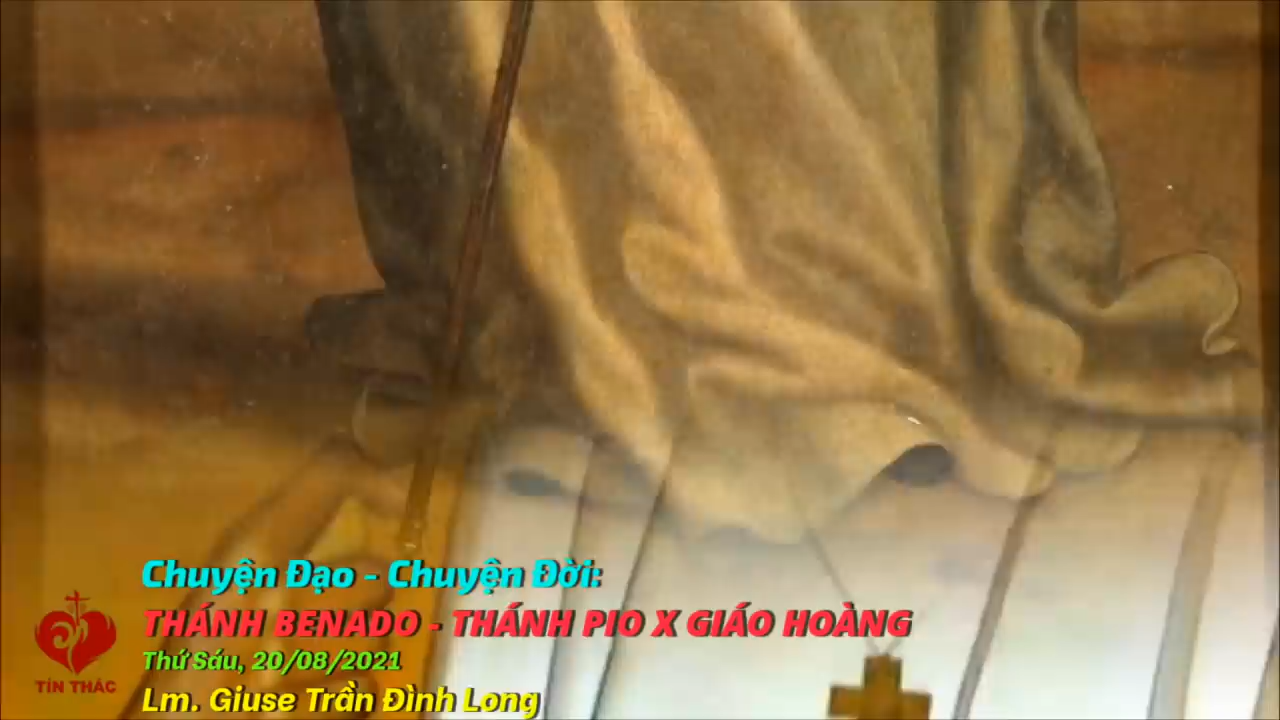 Chuyện Đạo - Chuyện Đời:
THÁNH BENADO - THÁNH PIO X GIÁO HOÀNG
Thứ Sáu, 20/08/2021
TÍN THÁC
Lm. Giuse Trần Đình Long